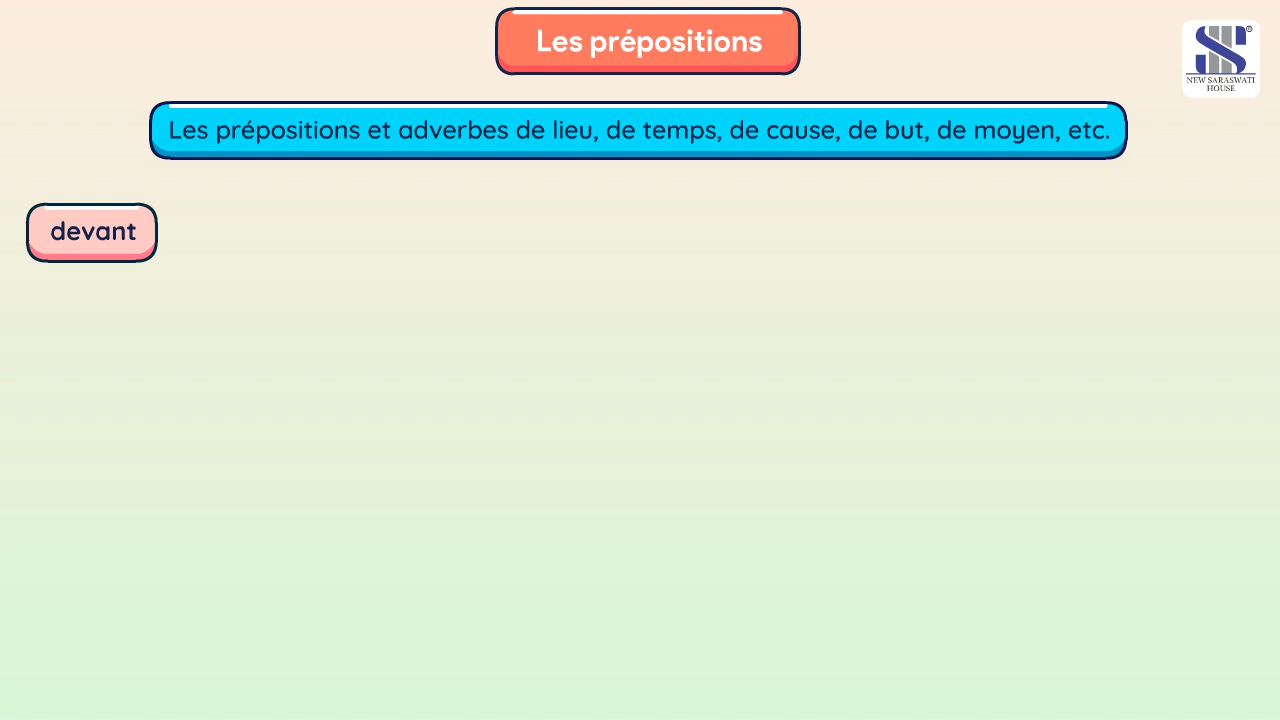 Les prépositions
NEW SARASWATI
HOUSE
Les prépositions et adverbes de lieu, de temps, de cause, de but, de moyen, etc.
devant